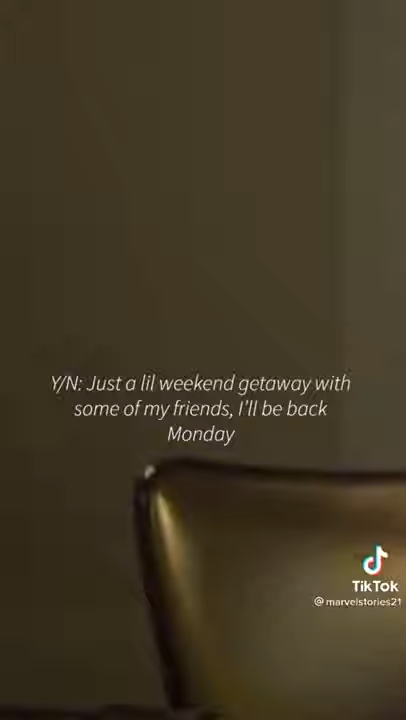 Y/N: Just a lil weekend getaway with
some of my friends, I'll be back
Monday
TikTok
@marvelstories21